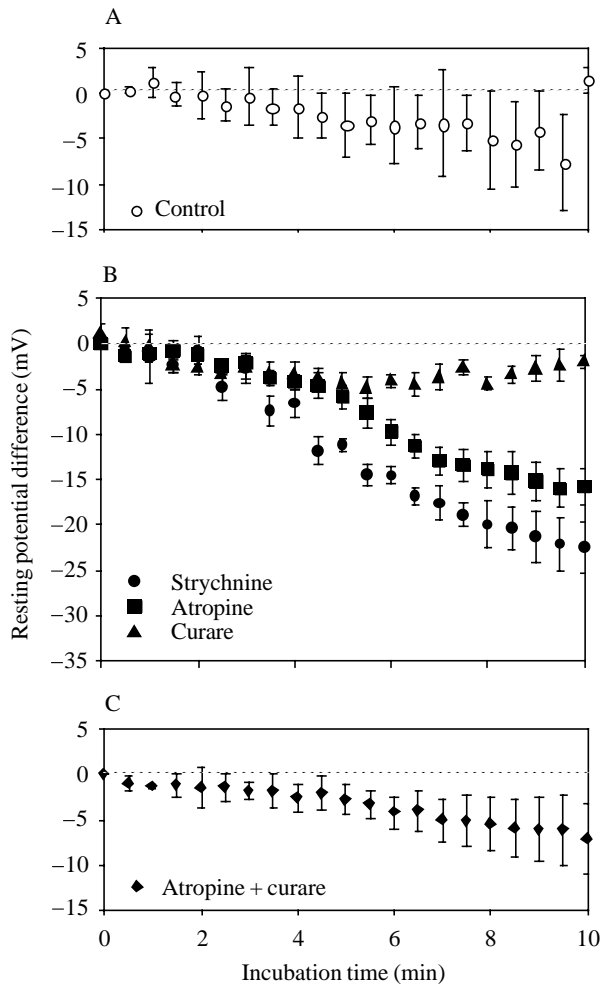 A
5
0
−5
−10
−15
Control
B
Resting potential difference (mV)
5
0
−5
−10
−15
−20
−25
−30
−35
Strychnine
Atropine
Curare
C
5
0
−5
−10
−15
Atropine + curare
0 2 4 6 8 10
Incubation time (min)